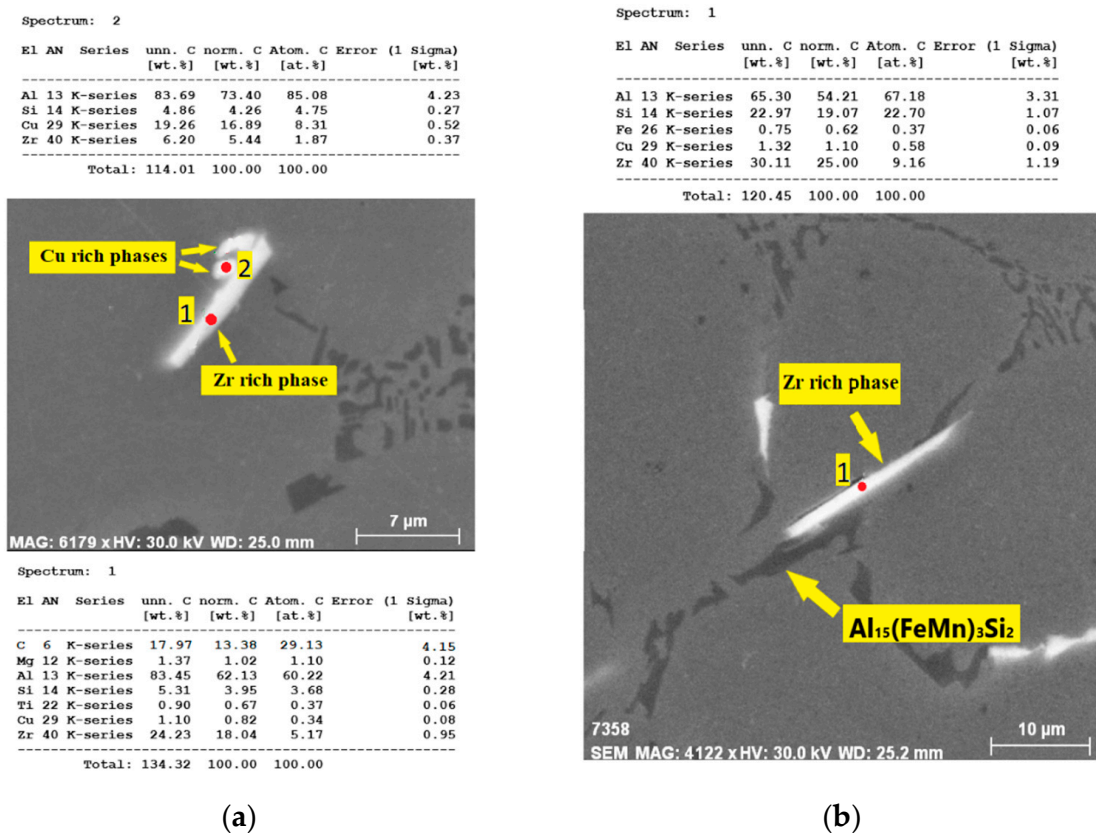 Spectrum: 2
El AN Series unn. C norm. C Atom. C Error (1 Sigma)
[wt.%] [wt.%] [at.%] [wt.%]
Al 13 K-series 83.69 73.40 85.08 4.23
Si 14 K-series 4.86 4.26 4.75 0.27
Cu 29 K-series 19.26 16.89 8.31 0.52
Zr 40 K-series 6.20 5.44 1.87 0.37
Total: 114.01 100.00 100.00
Cu rich phases
2
1
Zr rich phase
7 µm
MAG: 6179 x HV: 30.0 kV WD: 25.0 mm
Spectrum: 1
El AN Series unn. C norm. C Atom. C Error (1 Sigma)
[wt.%] [wt.%] [at.%] [wt.%]
C 6 K-series 17.97 13.38 29.13 4.15
Mg 12 K-series 1.37 1.02 1.10 0.12
Al 13 K-series 83.45 62.13 60.22 4.21
Si 14 K-series 5.31 3.95 3.68 0.28
Ti 22 K-series 0.90 0.67 0.37 0.06
Cu 29 K-series 1.10 0.82 0.34 0.08
Zr 40 K-series 24.23 18.04 5.17 0.95
Total: 134.32 100.00 100.00
(a)
Spectrum: 1
El AN Series unn. C norm. C Atom. C Error (1 Sigma)
[wt.%] [wt.%] [at.%] [wt.%]
Al 13 K-series 65.30 54.21 67.18 3.31
Si 14 K-series 22.97 19.07 22.70 1.07
Fe 26 K-series 0.75 0.62 0.37 0.06
Cu 29 K-series 1.32 1.10 0.58 0.09
Zr 40 K-series 30.11 25.00 9.16 1.19
Total: 120.45 100.00 100.00
Zr rich phase
1
Al₁₅(FeMn)₃Si₂
7358
10 µm
SEM MAG: 4122 x HV: 30.0 kV WD: 25.2 mm
(b)